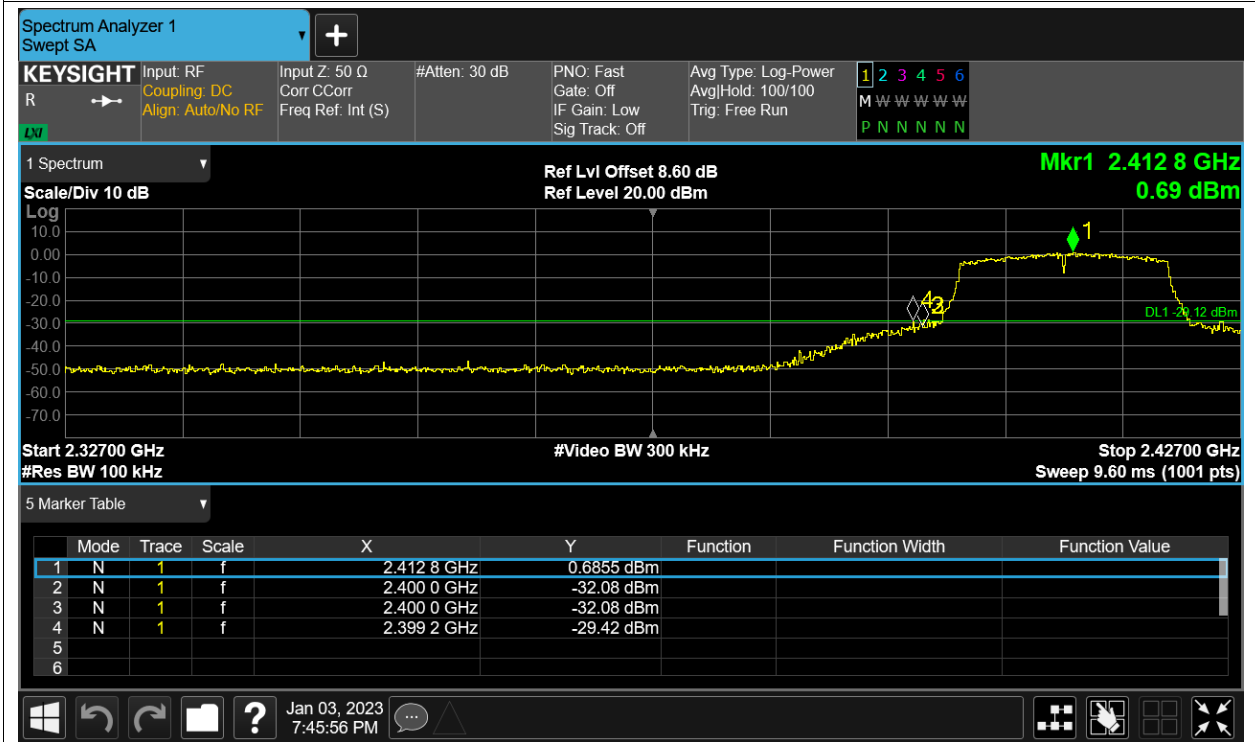 Spectrum Analyzer 1
Swept SA
+
KEYSIGHT Input: RF Input Z: 50 Ω #Atten: 30 dB PNO: Fast Avg Type: Log-Power 1 2 3 4 5 6
R Coupling: DC Corr CCorr Gate: Off Avg|Hold: 100/100 M W W W W W
Align: Auto/No RF Freq Ref: Int (S) IF Gain: Low Trig: Free Run
LXI Sig Track: Off P N N N N N
1 Spectrum Ref Lvl Offset 8.60 dB Mkr1 2.412 8 GHz
Scale/Div 10 dB Ref Level 20.00 dBm 0.69 dBm
Log
10.0
1
0.00
-10.0
-20.0
4
DL1 -29.12 dBm
-30.0
-40.0
-50.0
-60.0
-70.0
Start 2.32700 GHz #Video BW 300 kHz Stop 2.42700 GHz
#Res BW 100 kHz Sweep 9.60 ms (1001 pts)
5 Marker Table
Mode Trace Scale X Y Function Function Width Function Value
1 N 1 f 2.412 8 GHz 0.6855 dBm
2 N 1 f 2.400 0 GHz -32.08 dBm
3 N 1 f 2.400 0 GHz -32.08 dBm
4 N 1 f 2.399 2 GHz -29.42 dBm
5
6
? Jan 03, 2023
7:45:56 PM